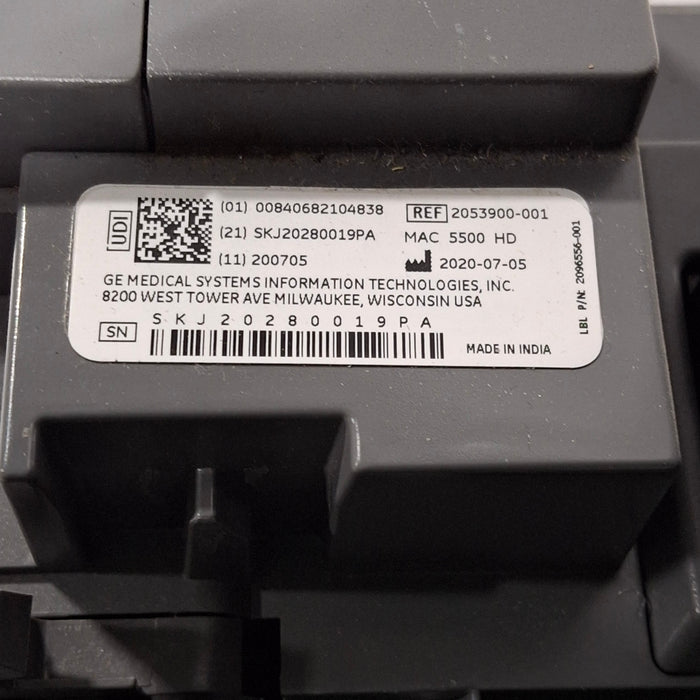 UDI
(01) 00840682104838
(21) SKJ20280019PA
(11) 200705
REF 2053900-001
MAC 5500 HD
2020-07-05
GE MEDICAL SYSTEMS INFORMATION TECHNOLOGIES, INC.
8200 WEST TOWER AVE MILWAUKEE, WISCONSIN USA
SN SKJ20280019PA
MADE IN INDIA
LBL P/N: 2096556-001